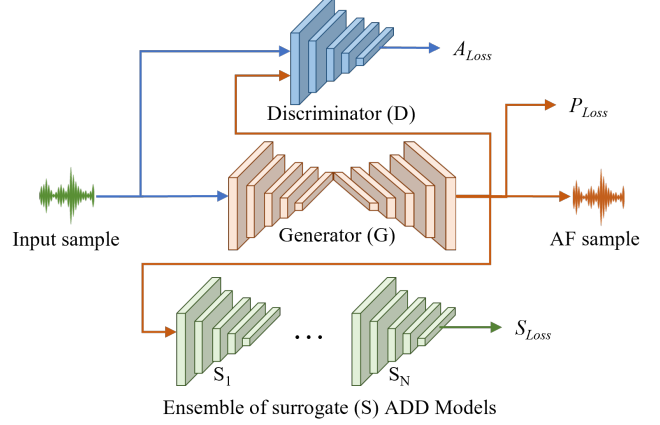 A_Loss
Discriminator (D)
P_Loss
Input sample
Generator (G)
AF sample
S_1
...
S_N
S_Loss
Ensemble of surrogate (S) ADD Models